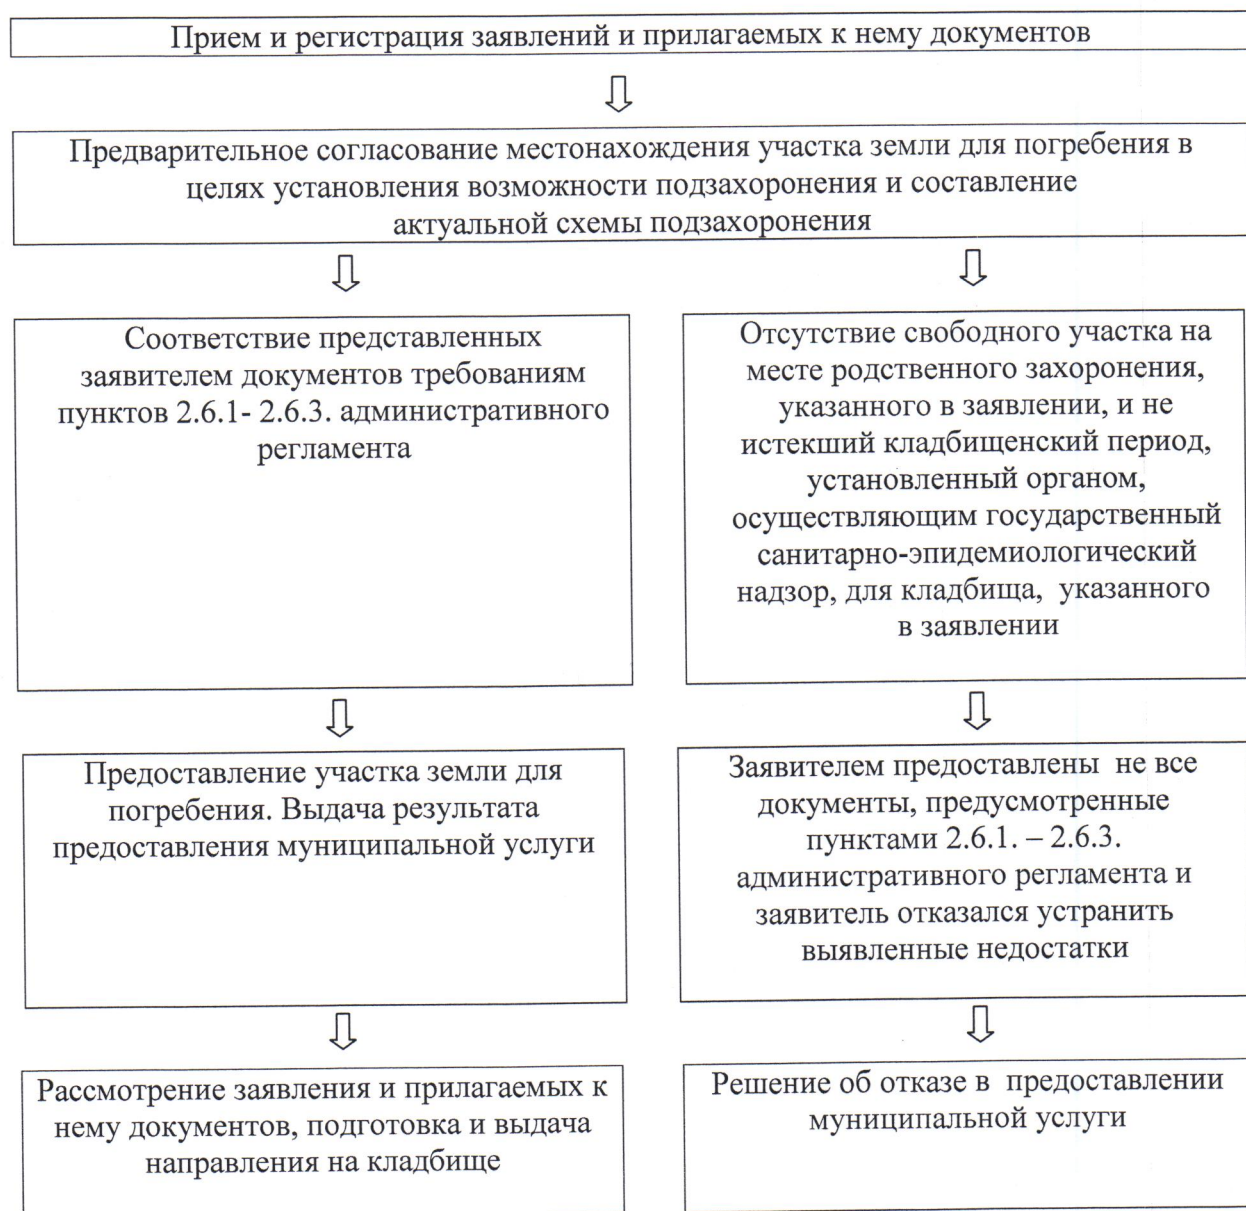 Прием и регистрация заявлений и прилагаемых к нему документов
Предварительное согласование местонахождения участка земли для погребения в
целях установления возможности подзахоронения и составление
актуальной схемы подзахоронения
Соответствие представленных
заявителем документов требованиям
пунктов 2.6.1- 2.6.3. административного
регламента
Отсутствие свободного участка на
месте родственного захоронения,
указанного в заявлении, и не
истекший кладбищенский период,
установленный органом,
осуществляющим государственный
санитарно-эпидемиологический
надзор, для кладбища, указанного
в заявлении
Предоставление участка земли для
погребения. Выдача результата
предоставления муниципальной услуги
Заявителем предоставлены не все
документы, предусмотренные
пунктами 2.6.1. – 2.6.3.
административного регламента и
заявитель отказался устранить
выявленные недостатки
Рассмотрение заявления и прилагаемых к
нему документов, подготовка и выдача
направления на кладбище
Решение об отказе в предоставлении
муниципальной услуги